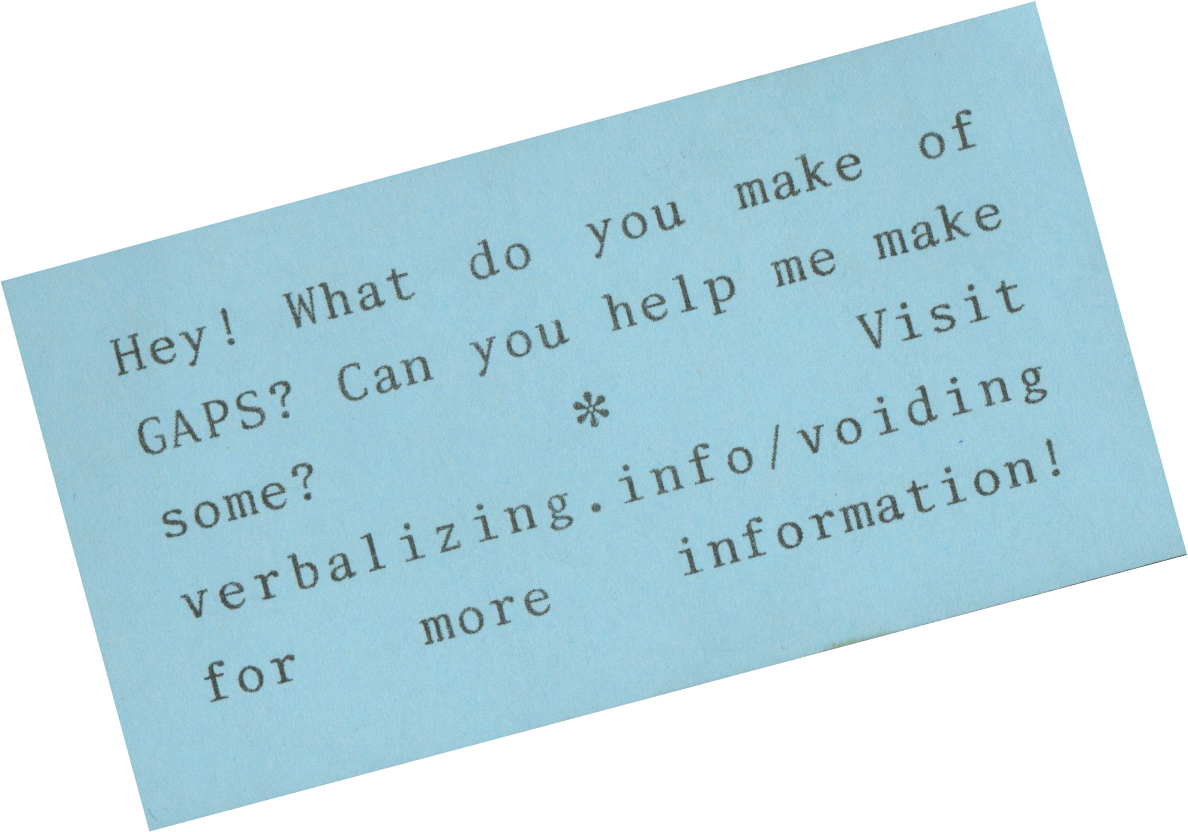 Hey! What do you make of
GAPS? Can you help me make
some? * Visit
verbalizing.info/voiding
for more information!